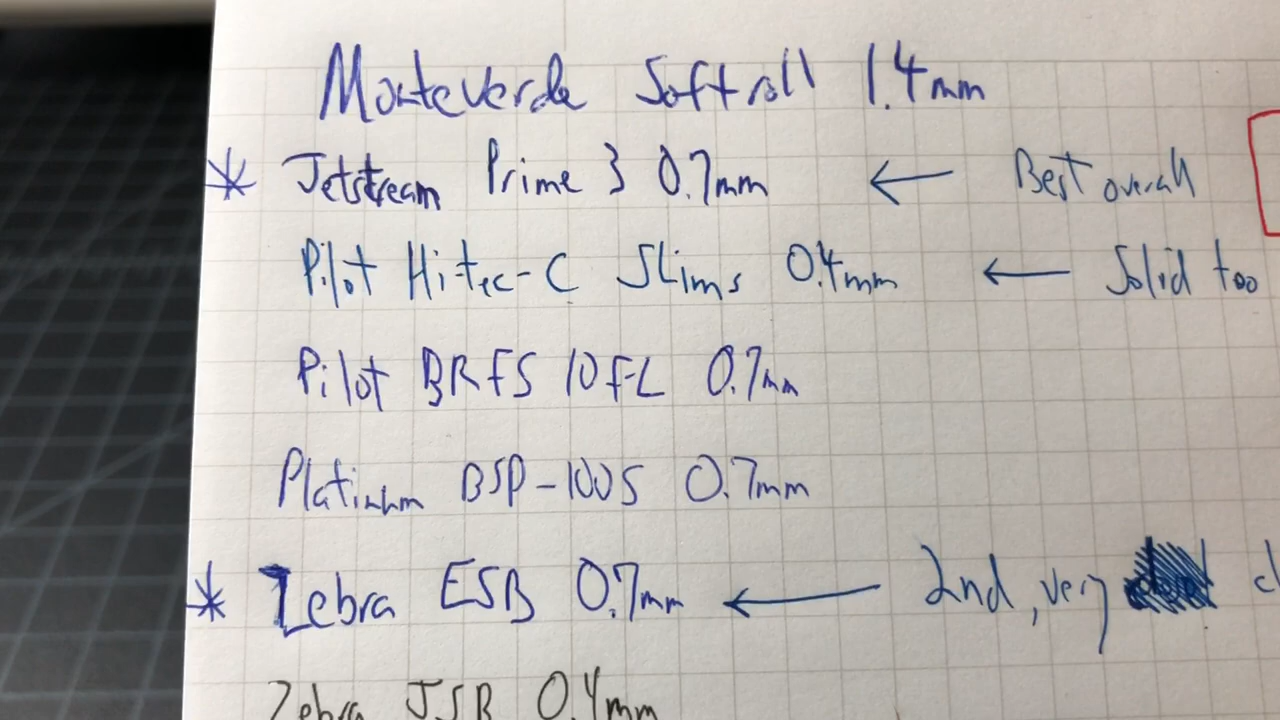 Monteverde Softroll 1.4mm
* Jetstream Prime 3 0.7mm ← Best overall
Pilot Hi-tec-C Slims 0.4mm ← Solid too
Pilot BRFS 10F-L 0.7mm
Platinum BSP-100S 0.7mm
* Zebra ESB 0.7mm ← 2nd, very
Zebra JSB 0.4mm